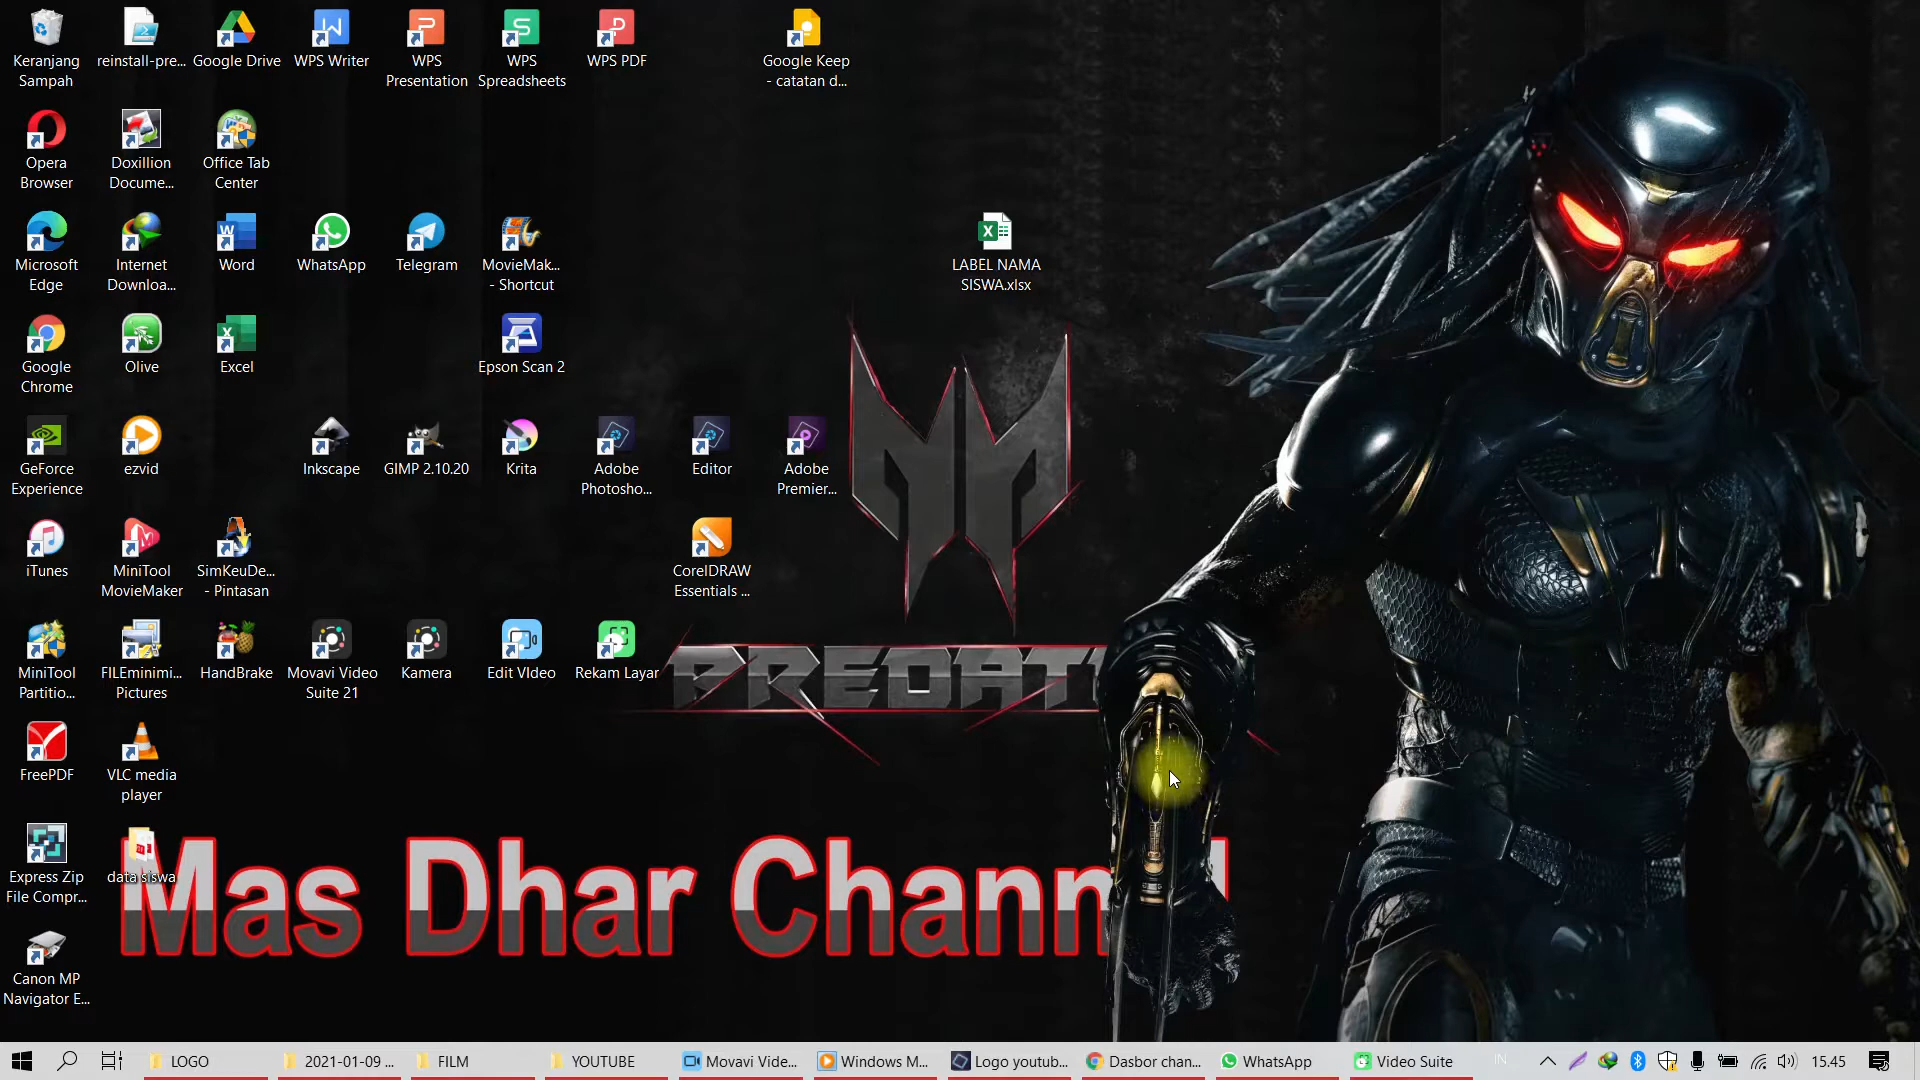 Keranjang
Sampah
reinstall-pre...
Google Drive
WPS Writer
WPS
Presentation
WPS
Spreadsheets
WPS PDF
Google Keep
- catatan d...
Opera
Browser
Doxillion
Docume...
Office Tab
Center
Microsoft
Edge
Internet
Downloa...
Word
WhatsApp
Telegram
MovieMak...
- Shortcut
LABEL NAMA
SISWA.xlsx
Google
Chrome
Olive
Excel
Epson Scan 2
GeForce
Experience
ezvid
Inkscape
GIMP 2.10.20
Krita
Adobe
Photosho...
Editor
Adobe
Premier...
iTunes
MiniTool
MovieMaker
SimKeuDe...
- Pintasan
CorelDRAW
Essentials ...
MiniTool
Partitio...
FILEminimi...
Pictures
HandBrake
Movavi Video
Suite 21
Kamera
Edit VIdeo
Rekam Layar
PREDAT
FreePDF
VLC media
player
Express Zip
File Compr...
data siswa
Mas Dhar Chann
Canon MP
Navigator E...
LOGO
2021-01-09 ...
FILM
YOUTUBE
Movavi Vide...
Windows M...
Logo youtub...
Dasbor chan...
WhatsApp
Video Suite
IN
15.45